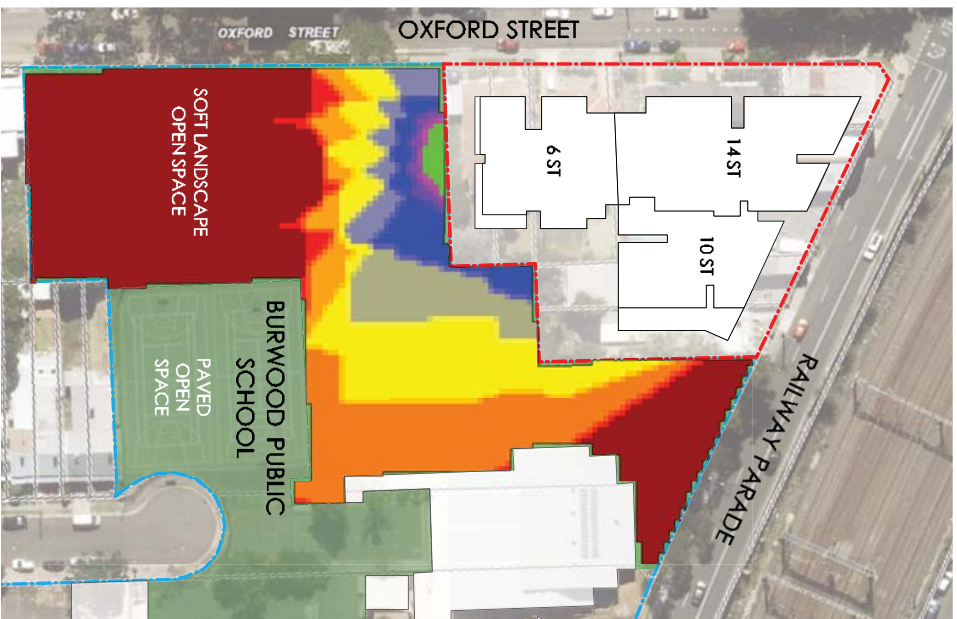 OXFORD STREET
OXFORD STREET
SOFT LANDSCAPE
OPEN SPACE
6 ST
14 ST
10 ST
BURWOOD PUBLIC
SCHOOL
PAVED
OPEN
SPACE
RAILWAY PARADE